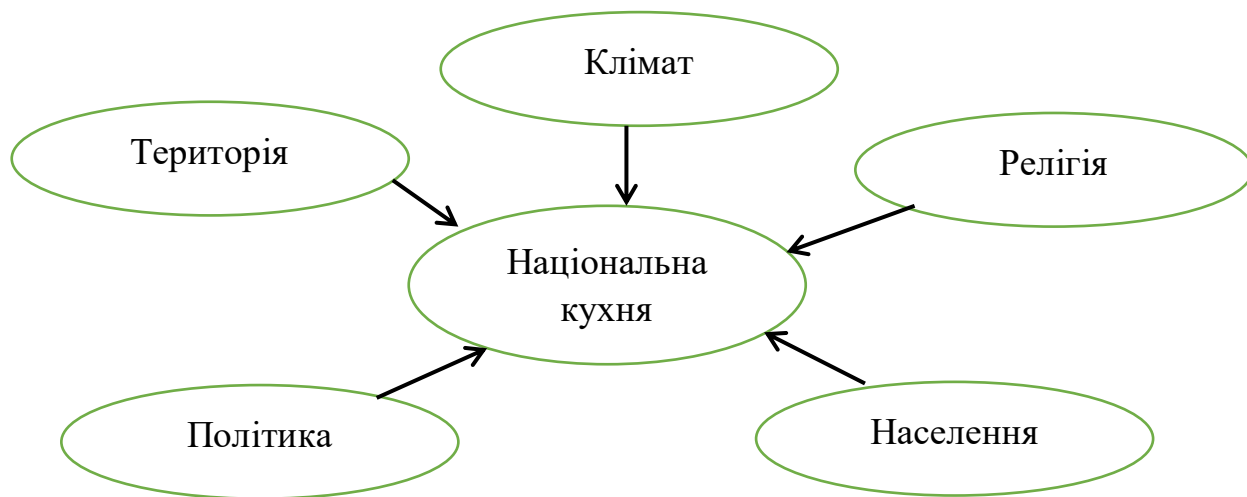 Клімат
Територія
Релігія
Національна
кухня
Політика
Населення